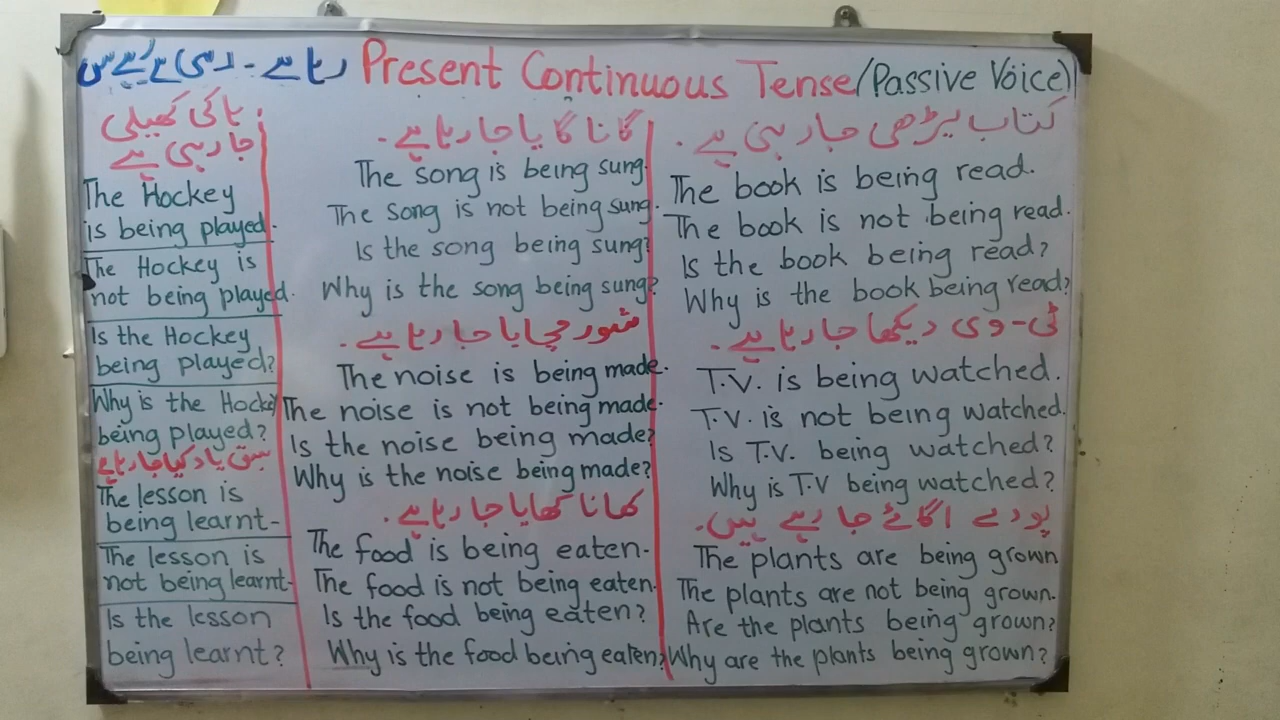 رہا ہے - رہی ہے رہے ہیں Present Continuous Tense/(Passive Voice)
کتاب پڑھی جا رہی ہے ۔
The book is being read.
The book is not being read.
Is the book being read?
Why is the book being read?
ٹی-وی دیکھا جا رہا ہے ۔
T.V. is being watched.
T.V. is not being watched.
Is T.V. being watched?
Why is T.V being watched?
پودے اگائے جا رہے ہیں ۔
The plants are being grown
The plants are not being grown.
Are the plants being grown?
Why are the plants being grown?
گانا گایا جا رہا ہے ۔
The song is being sung.
The song is not being sung.
Is the song being sung?
Why is the song being sung?
شور مچایا جا رہا ہے ۔
The noise is being made.
The noise is not being made.
Is the noise being made?
Why is the noise being made?
کھانا کھایا جا رہا ہے ۔
The food is being eaten.
The food is not being eaten.
Is the food being eaten?
Why is the food being eaten?
ہاکی کھیلی
جا رہی ہے
The Hockey
is being played.
The Hockey is
not being played.
Is the Hockey
being played?
Why is the Hockey
being played?
سبق یاد کیا جا رہا ہے
The lesson is
being learnt-
The lesson is
not being learnt-
Is the lesson
being learnt?